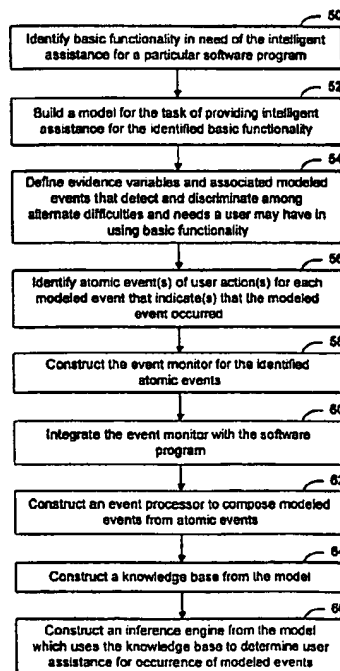 50
Identify basic functionality in need of the intelligent
assistance for a particular software program
52
Build a model for the task of providing intelligent
assistance for the identified basic functionality
54
Define evidence variables and associated modeled
events that detect and discriminate among
alternate difficulties and needs a user may have in
using basic functionality
56
Identify atomic event(s) of user action(s) for each
modeled event that indicate(s) that the modeled
event occurred
58
Construct the event monitor for the identified
atomic events
60
Integrate the event monitor with the software
program
62
Construct an event processor to compose modeled
events from atomic events
64
Construct a knowledge base from the model
66
Construct an inference engine from the model
which uses the knowledge base to determine user
assistance for occurrence of modeled events